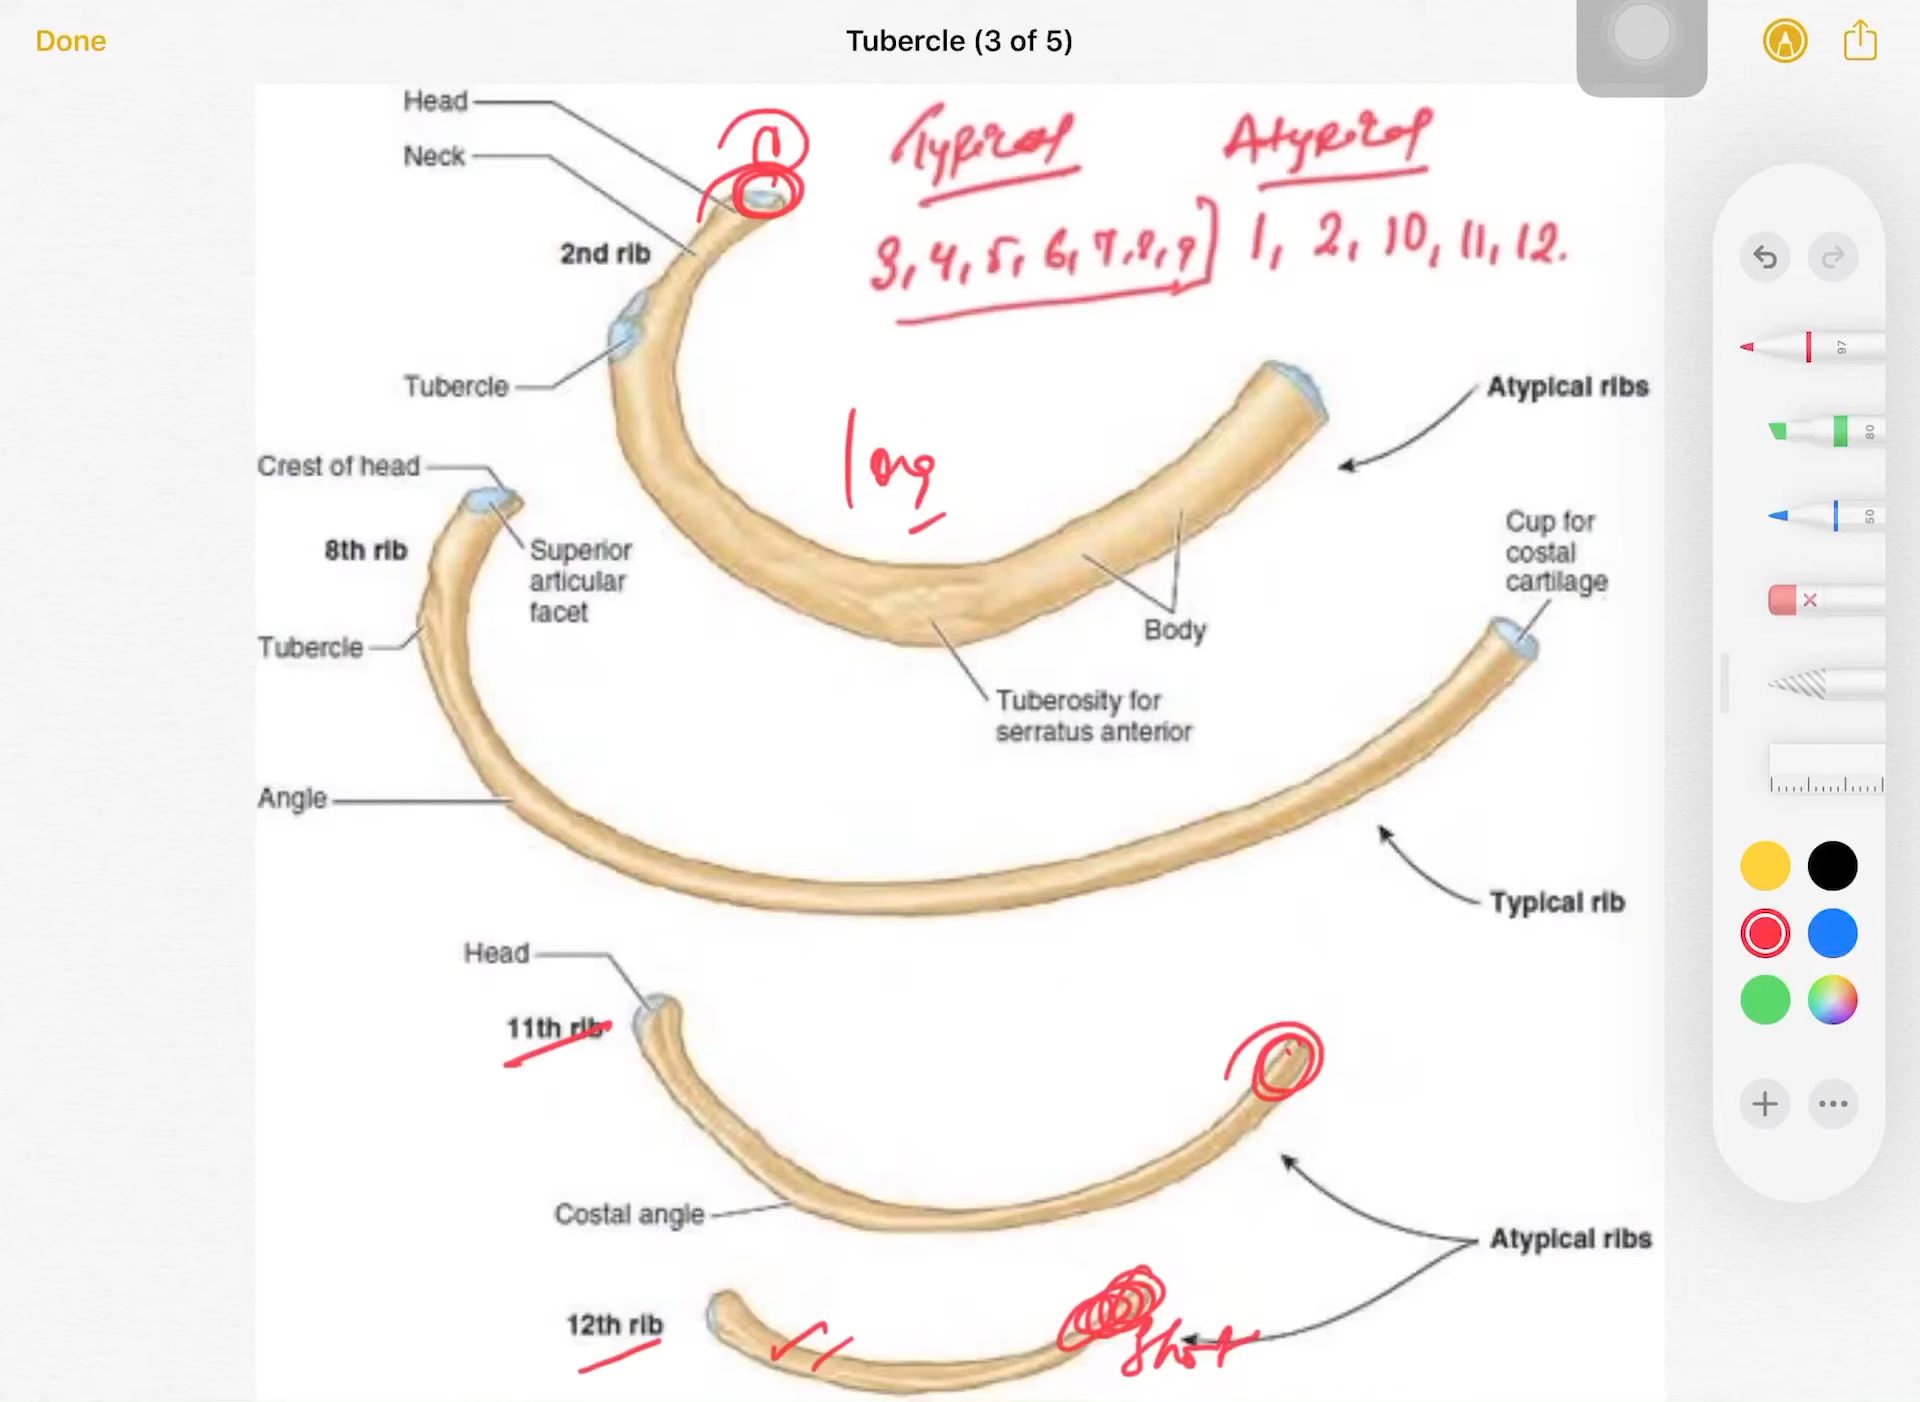 Done
Tubercle (3 of 5)
Head
Neck
Typical
Atypical
3, 4, 5, 6, 7, 8, 9] 1, 2, 10, 11, 12.
2nd rib
Tubercle
Atypical ribs
long
Crest of head
8th rib
Superior
articular
facet
Cup for
costal
cartilage
Tubercle
Body
Tuberosity for
serratus anterior
Angle
Typical rib
Head
11th rib
Costal angle
Atypical ribs
12th rib
short
97
80
50